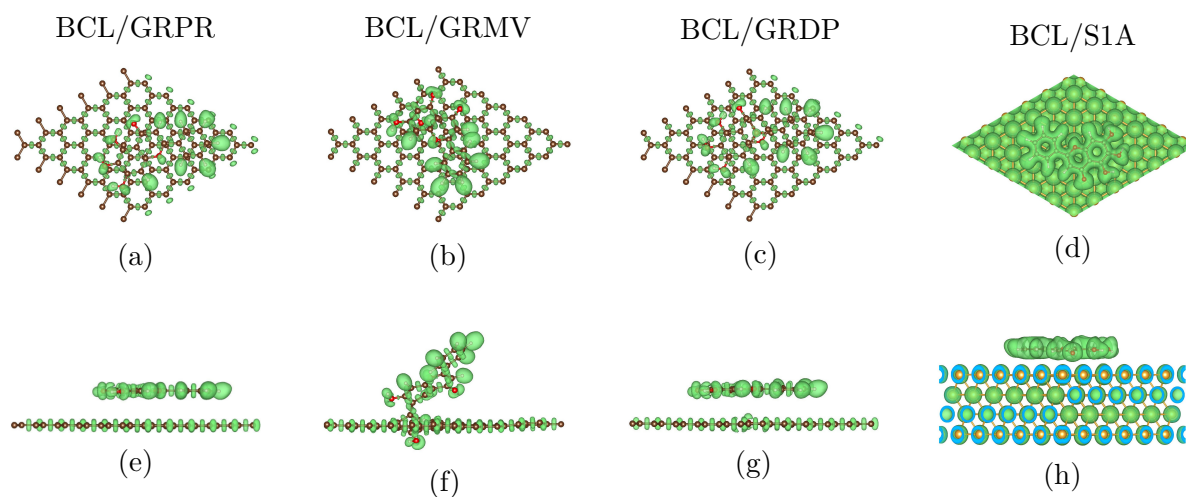 BCL/GRPR
BCL/GRMV
BCL/GRDP
BCL/S1A
(a)
(b)
(c)
(d)
(e)
(f)
(g)
(h)